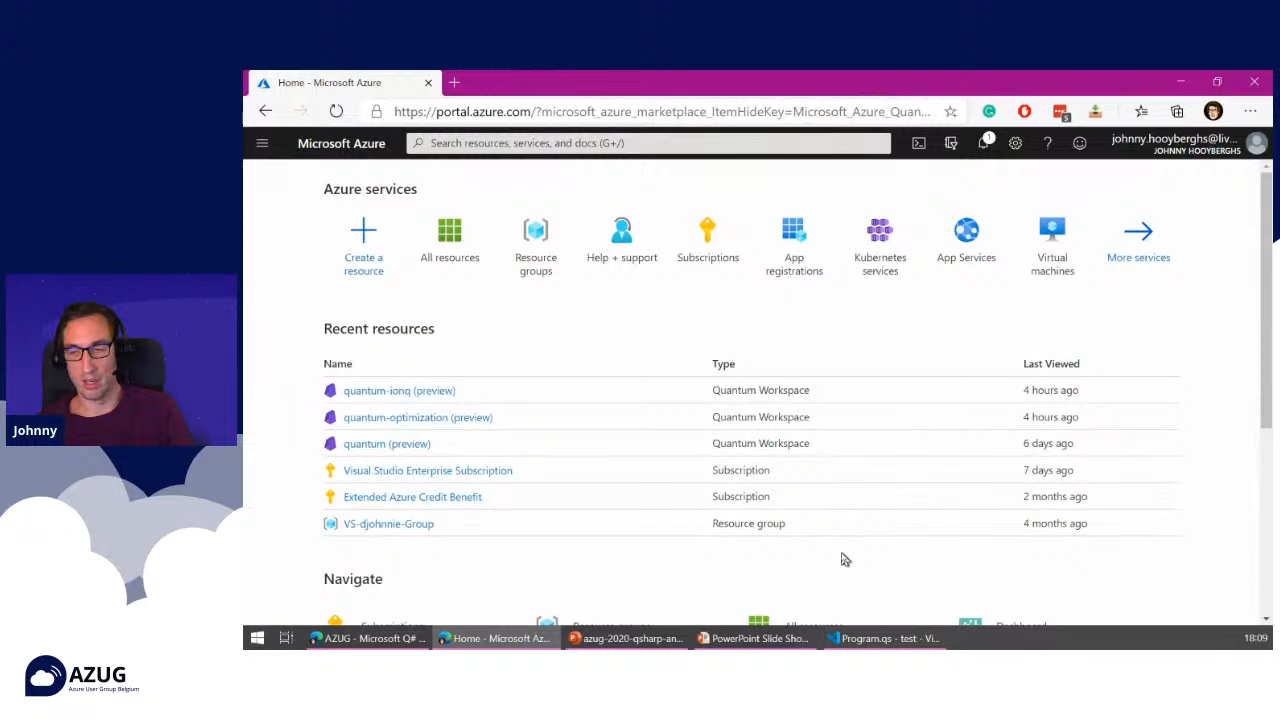 Home - Microsoft Azure
https://portal.azure.com/?microsoft_azure_marketplace_ItemHideKey=Microsoft_Azure_Quan...
5
Microsoft Azure
Search resources, services, and docs (G+/)
1
johnny.hooyberghs@liv...
JOHNNY HOOYBERGHS
Azure services
Create a resource
All resources
Resource groups
Help + support
Subscriptions
App registrations
Kubernetes services
App Services
Virtual machines
More services
Recent resources
Name Type Last Viewed
quantum-ionq (preview) Quantum Workspace 4 hours ago
quantum-optimization (preview) Quantum Workspace 4 hours ago
quantum (preview) Quantum Workspace 6 days ago
Visual Studio Enterprise Subscription Subscription 7 days ago
Extended Azure Credit Benefit Subscription 2 months ago
VS-djohnnie-Group Resource group 4 months ago
Navigate
AZUG - Microsoft Q# ...
Home - Microsoft Az...
azug-2020-qsharp-an...
PowerPoint Slide Sho...
Program.qs - test - Vi...
18:09
Johnny
AZUG
Azure User Group Belgium